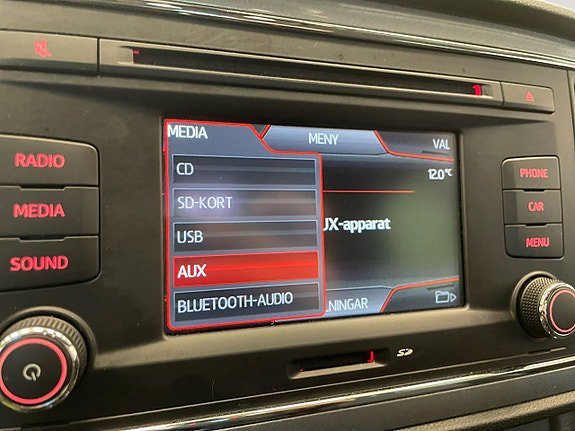 MEDIA
MENY
VAL
RADIO
MEDIA
SOUND
CD
SD-KORT
USB
AUX
BLUETOOTH-AUDIO
12.0°C
UX-apparat
LNINGAR
PHONE
CAR
MENU
SD